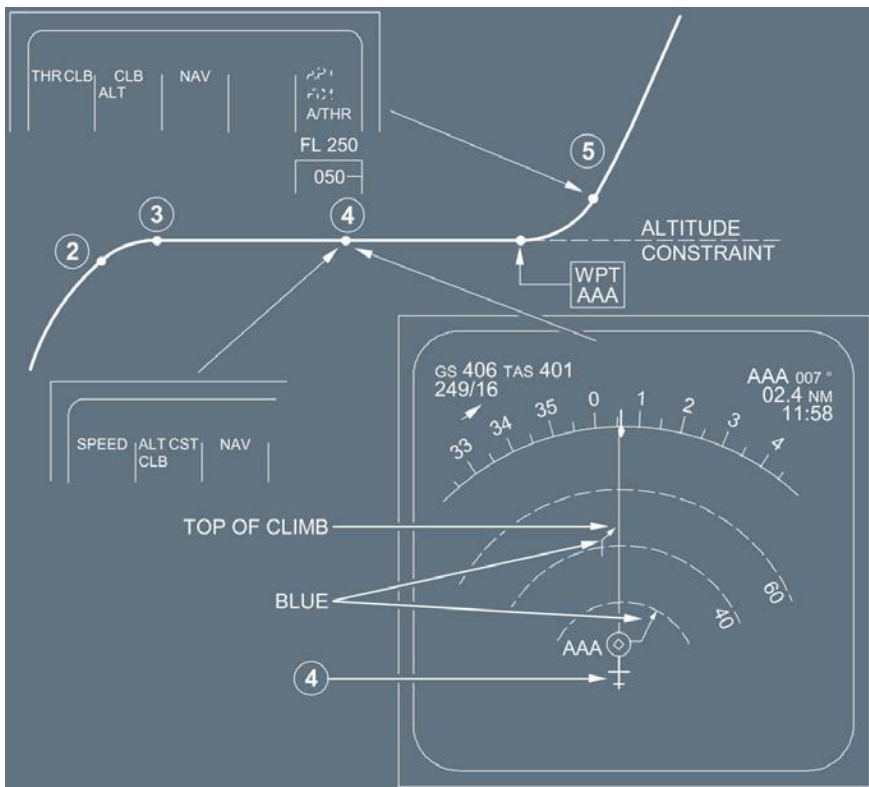 THR CLB CLB NAV AP1
ALT FD1
A/THR
FL 250
050
5
3 4
2
ALTITUDE
CONSTRAINT
WPT
AAA
GS 406 TAS 401
249/16
AAA 007 °
02.4 NM
11:58
33 34 35 0 1 2 3 4
SPEED ALT CST NAV
CLB
TOP OF CLIMB
BLUE
60
40
AAA
4